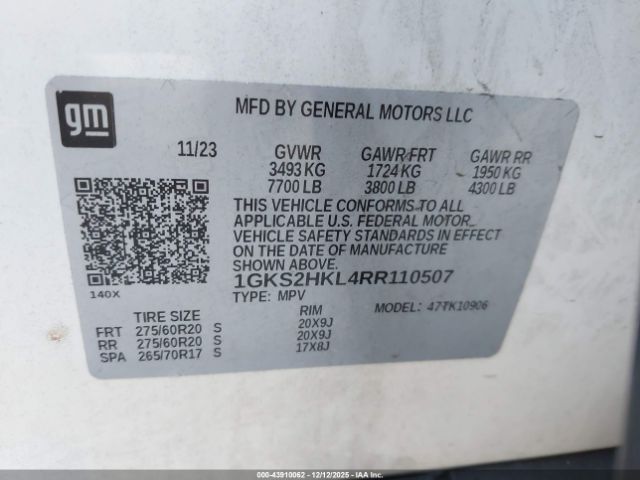 gm
MFD BY GENERAL MOTORS LLC
11/23 GVWR GAWR FRT GAWR RR
3493 KG 1724 KG 1950 KG
7700 LB 3800 LB 4300 LB
THIS VEHICLE CONFORMS TO ALL
APPLICABLE U.S. FEDERAL MOTOR
VEHICLE SAFETY STANDARDS IN EFFECT
ON THE DATE OF MANUFACTURE
SHOWN ABOVE.
140X
1GKS2HKL4RR110507
TYPE: MPV MODEL: 47TK10906
TIRE SIZE RIM
FRT 275/60R20 S 20X9J
RR 275/60R20 S 20X9J
SPA 265/70R17 S 17X8J
000-43910062 - 12/12/2025 - IAAI.COM